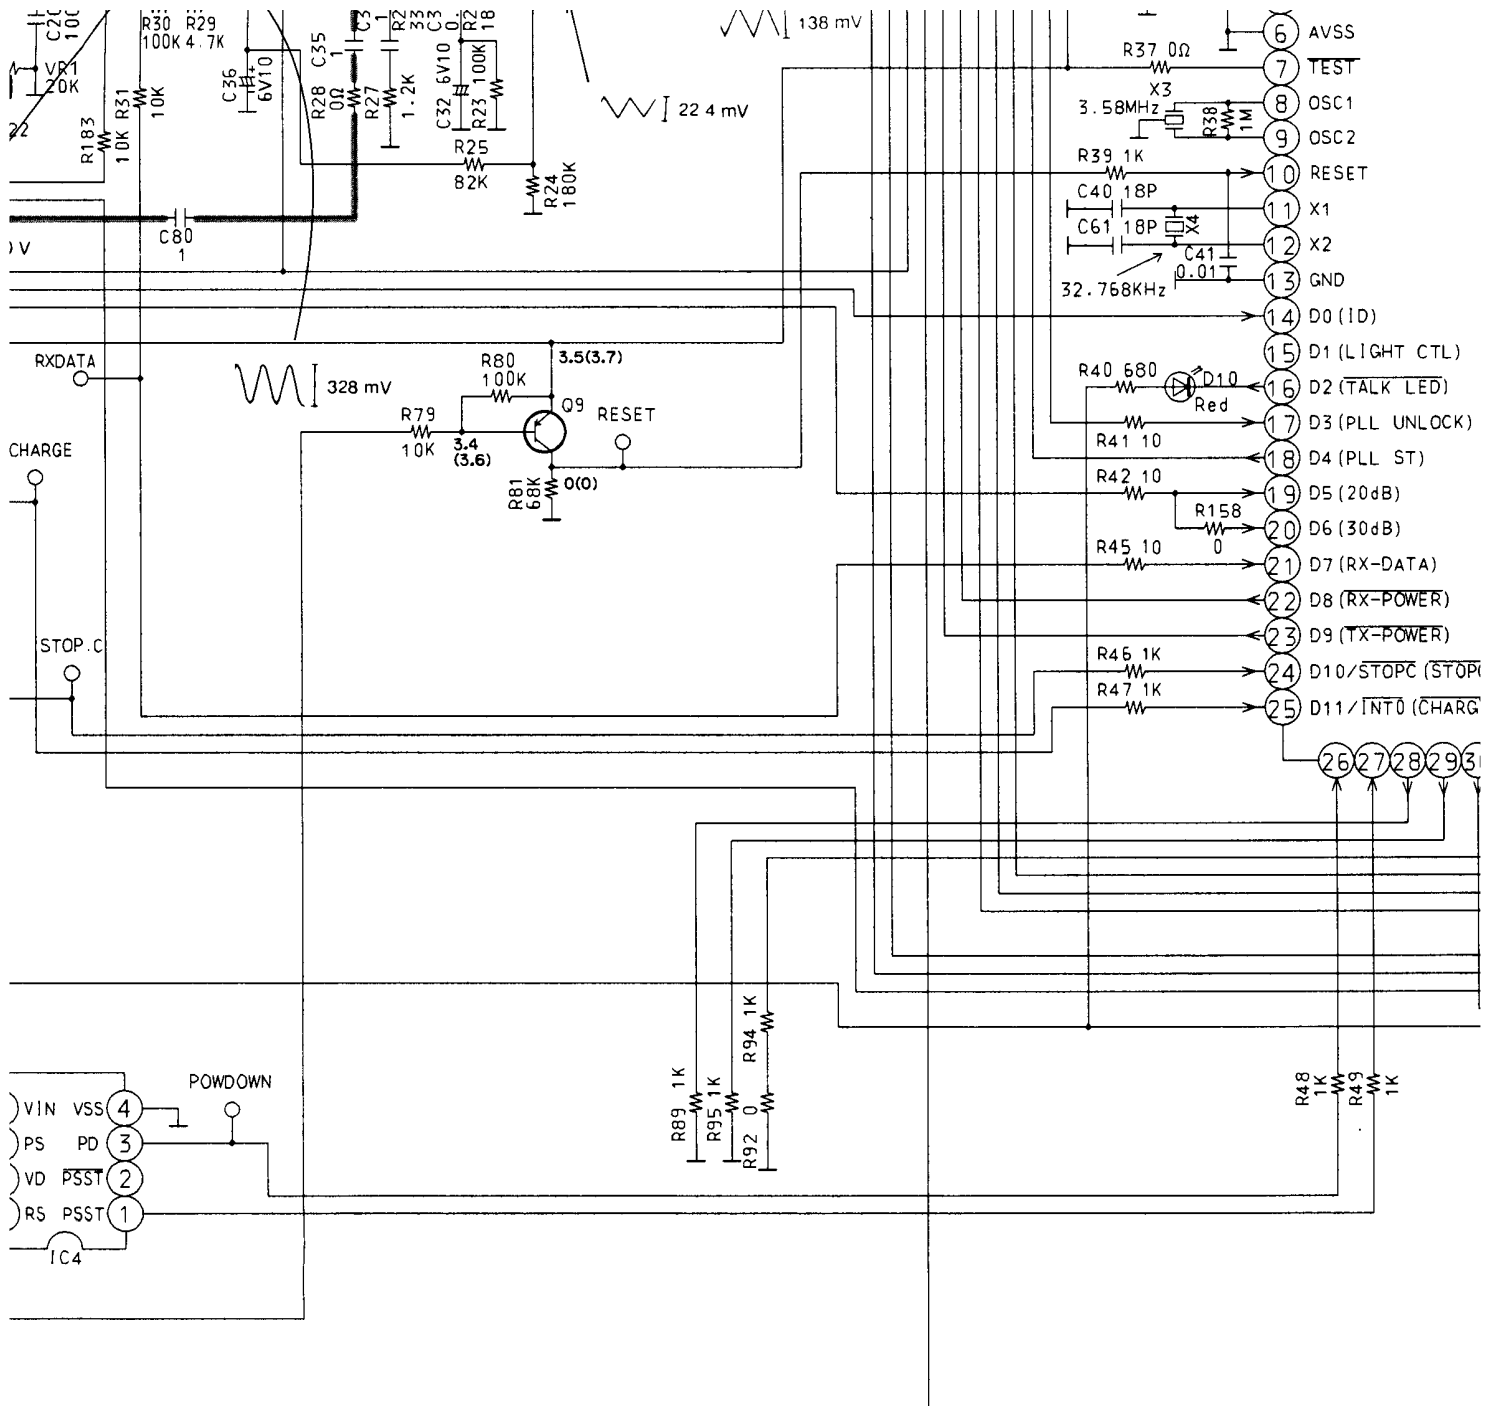 R30 R29
100K 4.7K
C35
1
138 mV
6 AVSS
R37 0Ω
7 TEST
X3
3.58MHz
8 OSC1
R38
1M
9 OSC2
VR1
20K
R31
10K
C36
6V10
R28
0Ω
R27
1.2K
C32 6V10
R23 100K
22.4 mV
22
R183
10K
R25
82K
R24
180K
R39 1K
10 RESET
C40 18P
11 X1
C61 18P
X4
12 X2
C41
0.01
13 GND
32.768KHz
C80
1
14 D0(ID)
15 D1(LIGHT CTL)
RXDATA
328 mV
R80
100K
3.5(3.7)
R40 680
D10
Red
16 D2(TALK LED)
R79
10K
Q9
RESET
3.4
(3.6)
17 D3(PLL UNLOCK)
R41 10
CHARGE
18 D4(PLL ST)
R81
68K
0(0)
R42 10
19 D5(20dB)
R158
0
20 D6(30dB)
R45 10
21 D7(RX-DATA)
22 D8(RX-POWER)
23 D9(TX-POWER)
STOP.C
R46 1K
24 D10/STOPC(STOP
R47 1K
25 D11/INT0(CHARG
26 27 28 29
R94 1K
R89 1K
R95 1K
R92 0
R48
1K
R49
1K
POWDOWN
VIN VSS 4
PS PD 3
VD PSST 2
RS PSST 1
IC4